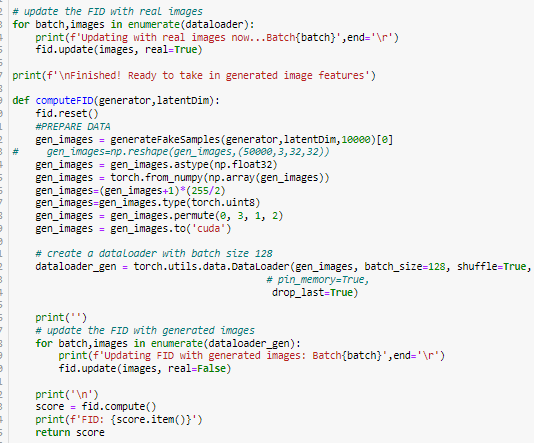 # update the FID with real images
for batch,images in enumerate(dataloader):
    print(f'Updating with real images now...Batch{batch}',end='\r')
    fid.update(images, real=True)
print('\nFinished! Ready to take in generated image features')
def computeFID(generator,latentDim):
    fid.reset()
    #PREPARE DATA
    gen_images = generateFakeSamples(generator,latentDim,10000)[0]
#     gen_images=np.reshape(gen_images,(50000,3,32,32))
    gen_images = gen_images.astype(np.float32)
    gen_images = torch.from_numpy(np.array(gen_images))
    gen_images=(gen_images+1)*(255/2)
    gen_images=gen_images.type(torch.uint8)
    gen_images = gen_images.permute(0, 3, 1, 2)
    gen_images = gen_images.to('cuda')
    # create a dataloader with batch size 128
    dataloader_gen = torch.utils.data.DataLoader(gen_images, batch_size=128, shuffle=True,
                                                 # pin_memory=True,
                                                  drop_last=True)
    print('')
    # update the FID with generated images
    for batch,images in enumerate(dataloader_gen):
        print(f'Updating FID with generated images: Batch{batch}',end='\r')
        fid.update(images, real=False)
    print('\n')
    score = fid.compute()
    print(f'FID: {score.item()}')
    return score